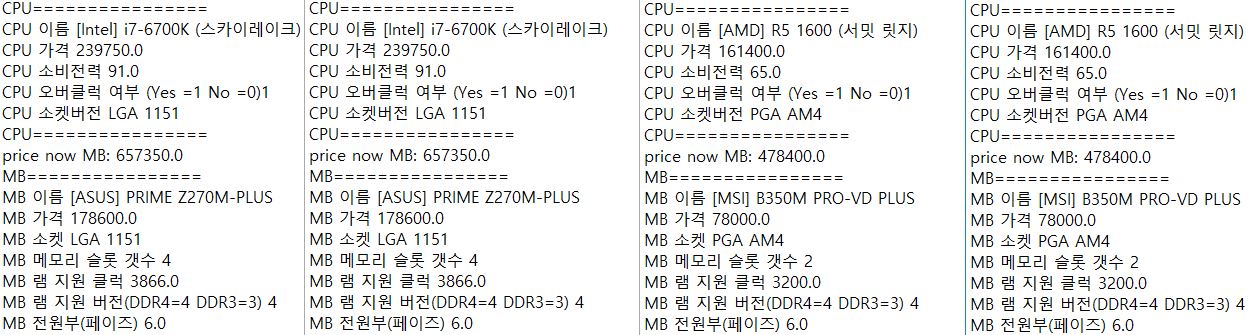 CPU================
CPU 이름 [Intel] i7-6700K (스카이레이크)
CPU 가격 239750.0
CPU 소비전력 91.0
CPU 오버클럭 여부 (Yes =1 No =0)1
CPU 소켓버전 LGA 1151
CPU================
price now MB: 657350.0
MB================
MB 이름 [ASUS] PRIME Z270M-PLUS
MB 가격 178600.0
MB 소켓 LGA 1151
MB 메모리 슬롯 갯수 4
MB 램 지원 클럭 3866.0
MB 램 지원 버전(DDR4=4 DDR3=3) 4
MB 전원부(페이즈) 6.0
CPU================
CPU 이름 [Intel] i7-6700K (스카이레이크)
CPU 가격 239750.0
CPU 소비전력 91.0
CPU 오버클럭 여부 (Yes =1 No =0)1
CPU 소켓버전 LGA 1151
CPU================
price now MB: 657350.0
MB================
MB 이름 [ASUS] PRIME Z270M-PLUS
MB 가격 178600.0
MB 소켓 LGA 1151
MB 메모리 슬롯 갯수 4
MB 램 지원 클럭 3866.0
MB 램 지원 버전(DDR4=4 DDR3=3) 4
MB 전원부(페이즈) 6.0
CPU================
CPU 이름 [AMD] R5 1600 (서밋 릿지)
CPU 가격 161400.0
CPU 소비전력 65.0
CPU 오버클럭 여부 (Yes =1 No =0)1
CPU 소켓버전 PGA AM4
CPU================
price now MB: 478400.0
MB================
MB 이름 [MSI] B350M PRO-VD PLUS
MB 가격 78000.0
MB 소켓 PGA AM4
MB 메모리 슬롯 갯수 2
MB 램 지원 클럭 3200.0
MB 램 지원 버전(DDR4=4 DDR3=3) 4
MB 전원부(페이즈) 6.0
CPU================
CPU 이름 [AMD] R5 1600 (서밋 릿지)
CPU 가격 161400.0
CPU 소비전력 65.0
CPU 오버클럭 여부 (Yes =1 No =0)1
CPU 소켓버전 PGA AM4
CPU================
price now MB: 478400.0
MB================
MB 이름 [MSI] B350M PRO-VD PLUS
MB 가격 78000.0
MB 소켓 PGA AM4
MB 메모리 슬롯 갯수 2
MB 램 지원 클럭 3200.0
MB 램 지원 버전(DDR4=4 DDR3=3) 4
MB 전원부(페이즈) 6.0